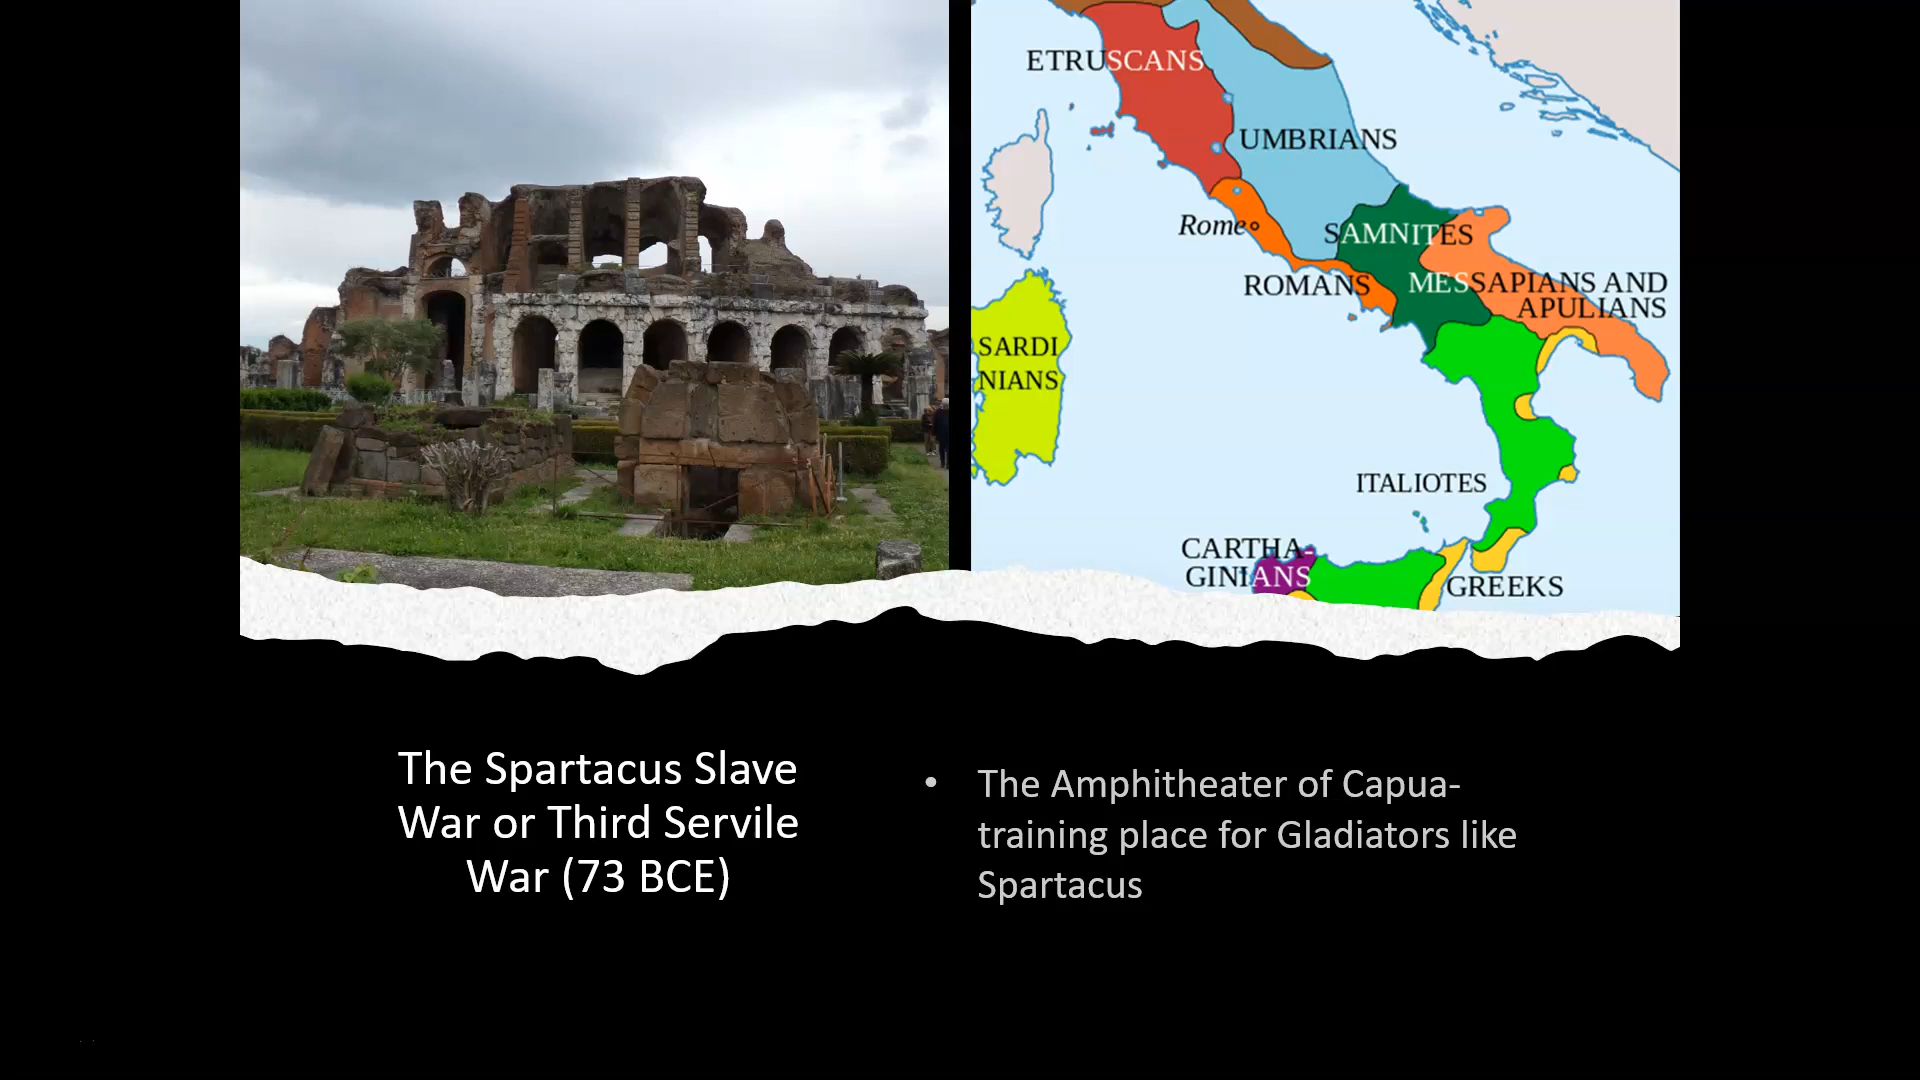 ETRUSCANS
UMBRIANS
Rome
SAMNITES
ROMANS
MESSAPIANS AND
APULIANS
SARDI
NIANS
ITALIOTES
CARTHA-
GINIANS
GREEKS
The Spartacus Slave
War or Third Servile
War (73 BCE)
• The Amphitheater of Capua-
training place for Gladiators like
Spartacus